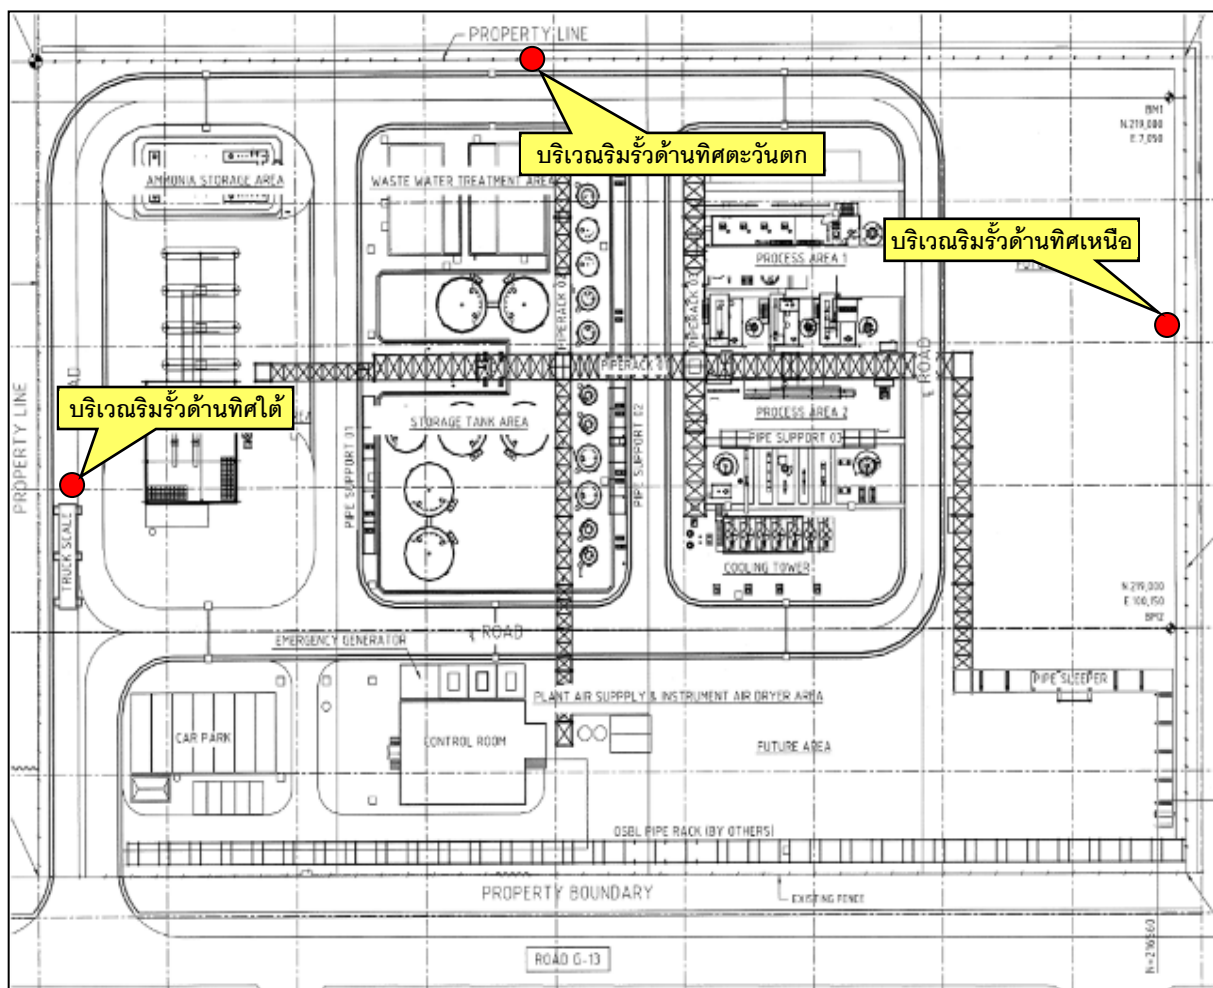 PROPERTY LINE
บริเวณริมรั้วด้านทิศตะวันตก
BM1
N.219,080
E.7,050
AMMONIA STORAGE AREA
WASTE WATER TREATMENT AREA
บริเวณริมรั้วด้านทิศเหนือ
PROCESS AREA 1
PIPERACK 02
PIPERACK 03
PIPERACK 01
ROAD
PROPERTY LINE
บริเวณริมรั้วด้านทิศใต้
STORAGE TANK AREA
PROCESS AREA 2
PIPE SUPPORT 03
PIPE SUPPORT 01
PIPE SUPPORT 02
TRUCK SCALE
COOLING TOWER
N.219,000
E.100,150
BM2
EMERGENCY GENERATOR
ROAD
PLANT AIR SUPPPLY & INSTRUMENT AIR DRYER AREA
PIPE SLEEPER
CAR PARK
CONTROL ROOM
FUTURE AREA
OSBL PIPE RACK (BY OTHERS)
PROPERTY BOUNDARY
EXISTING FENCE
ROAD G-13
N=216560